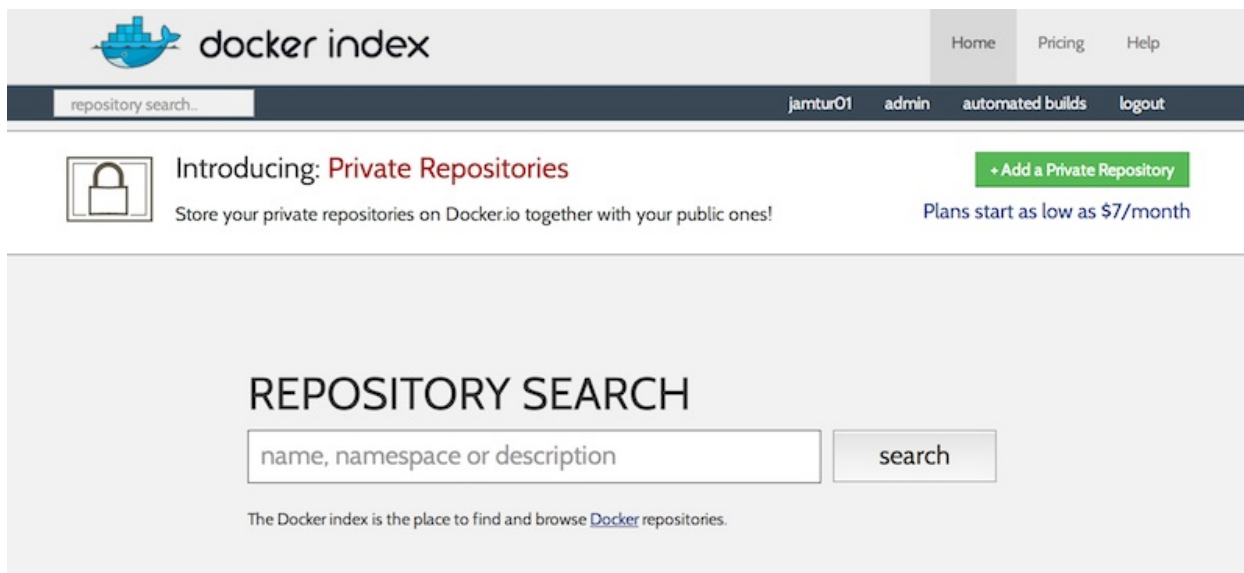 docker index
Home Pricing Help
repository search..
jamtur01 admin automated builds logout
Introducing: Private Repositories
+ Add a Private Repository
Store your private repositories on Docker.io together with your public ones!
Plans start as low as $7/month
REPOSITORY SEARCH
name, namespace or description
search
The Docker index is the place to find and browse Docker repositories.